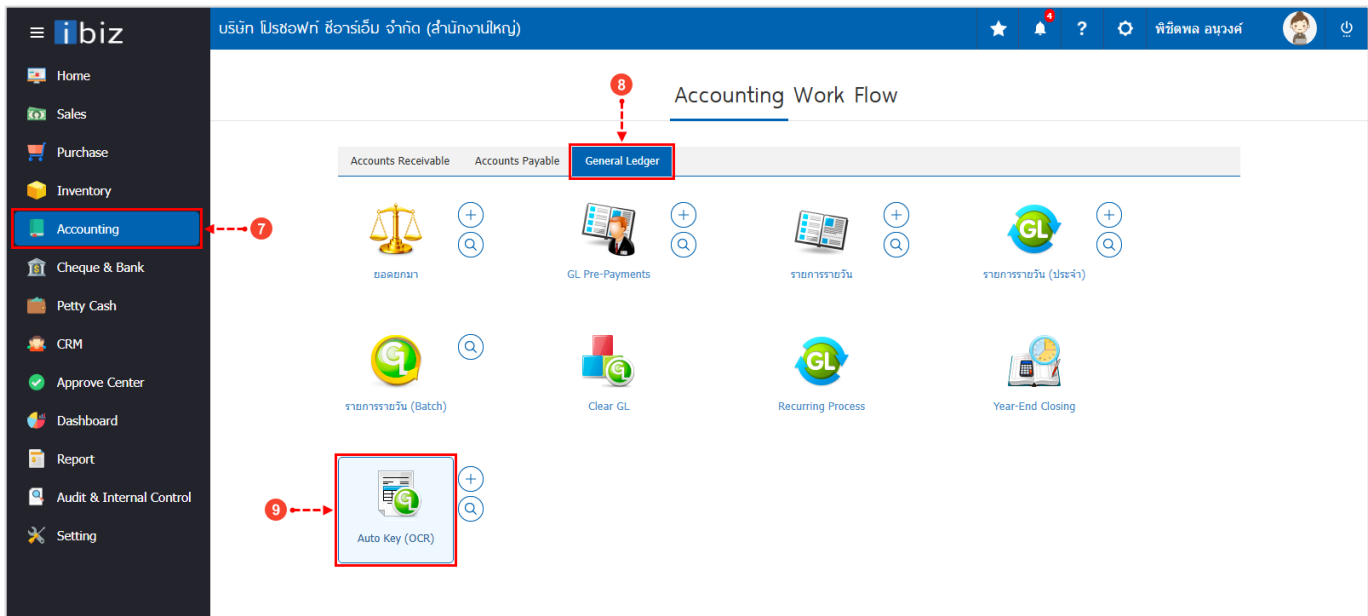 ibiz
บริษัท โปรซอฟท์ ซีอาร์เอ็ม จำกัด (สำนักงานใหญ่)
4
?
พิชิตพล อนุวงศ์
Home
Sales
Purchase
Inventory
Accounting
Cheque & Bank
Petty Cash
CRM
Approve Center
Dashboard
Report
Audit & Internal Control
Setting
7
8
Accounting Work Flow
Accounts Receivable Accounts Payable General Ledger
ยอดยกมา GL Pre-Payments รายการรายวัน รายการรายวัน (ประจำ)
GL
รายการรายวัน (Batch) Clear GL Recurring Process Year-End Closing
GL
9
Auto Key (OCR)